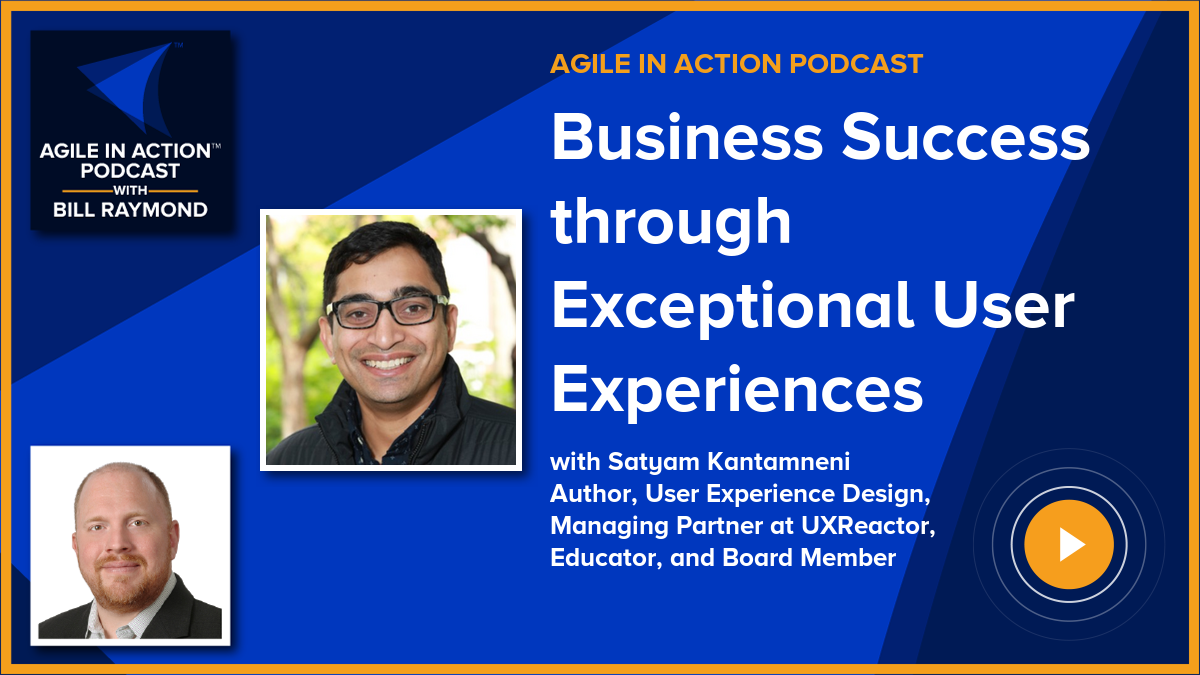 ™
AGILE IN ACTION™
PODCAST
WITH
BILL RAYMOND
AGILE IN ACTION PODCAST
Business Success
through
Exceptional User
Experiences
with Satyam Kantamneni
Author, User Experience Design,
Managing Partner at UXReactor,
Educator, and Board Member